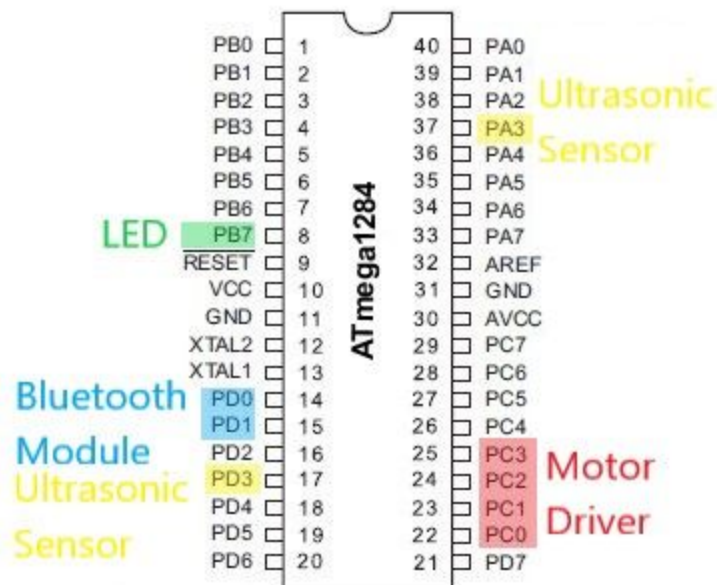 PB0 1 40 PA0
PB1 2 39 PA1
PB2 3 38 PA2 Ultrasonic
PB3 4 37 PA3
PB4 5 36 PA4 Sensor
PB5 6 35 PA5
PB6 7 34 PA6
LED PB7 8 33 PA7
RESET 9 32 AREF
VCC 10 31 GND
GND 11 30 AVCC
XTAL2 12 29 PC7
XTAL1 13 28 PC6
Bluetooth PD0 14 27 PC5
PD1 15 26 PC4
Module PD2 16 25 PC3 Motor
Ultrasonic PD3 17 24 PC2
PD4 18 23 PC1 Driver
Sensor PD5 19 22 PC0
PD6 20 21 PD7
ATmega1284